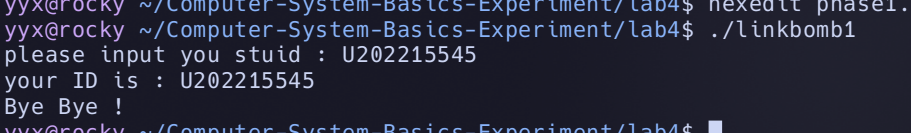 yyx@rocky ~/Computer-System-Basics-Experiment/lab4$ hexedit phase1.
yyx@rocky ~/Computer-System-Basics-Experiment/lab4$ ./linkbomb1
please input you stuid : U202215545
your ID is : U202215545
Bye Bye !
yyx@rocky ~/Computer-System-Basics-Experiment/lab4$